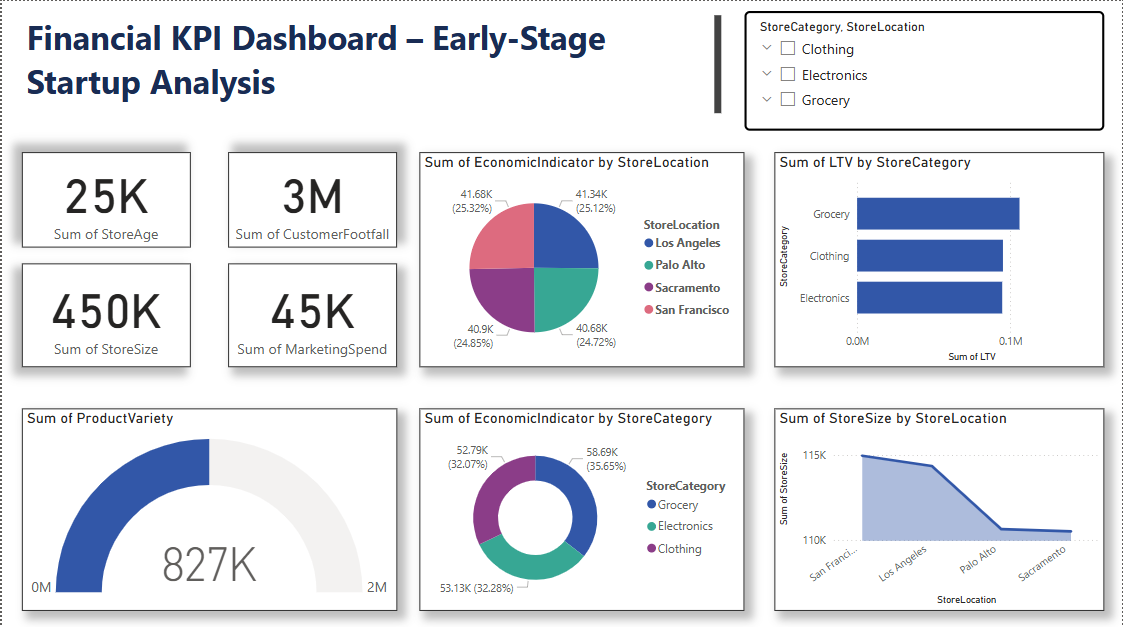 Financial KPI Dashboard – Early-Stage
Startup Analysis
StoreCategory, StoreLocation
Clothing
Electronics
Grocery
25K
Sum of StoreAge
3M
Sum of CustomerFootfall
450K
Sum of StoreSize
45K
Sum of MarketingSpend
Sum of EconomicIndicator by StoreLocation
41.68K
(25.32%)
41.34K
(25.12%)
40.9K
(24.85%)
40.68K
(24.72%)
StoreLocation
Los Angeles
Palo Alto
Sacramento
San Francisco
Sum of LTV by StoreCategory
StoreCategory
Grocery
Clothing
Electronics
0.0M
0.1M
Sum of LTV
Sum of ProductVariety
827K
0M
2M
Sum of EconomicIndicator by StoreCategory
52.79K
(32.07%)
58.69K
(35.65%)
53.13K (32.28%)
StoreCategory
Grocery
Electronics
Clothing
Sum of StoreSize by StoreLocation
Sum of StoreSize
115K
110K
San Franci...
Los Angeles
Palo Alto
Sacramento
StoreLocation